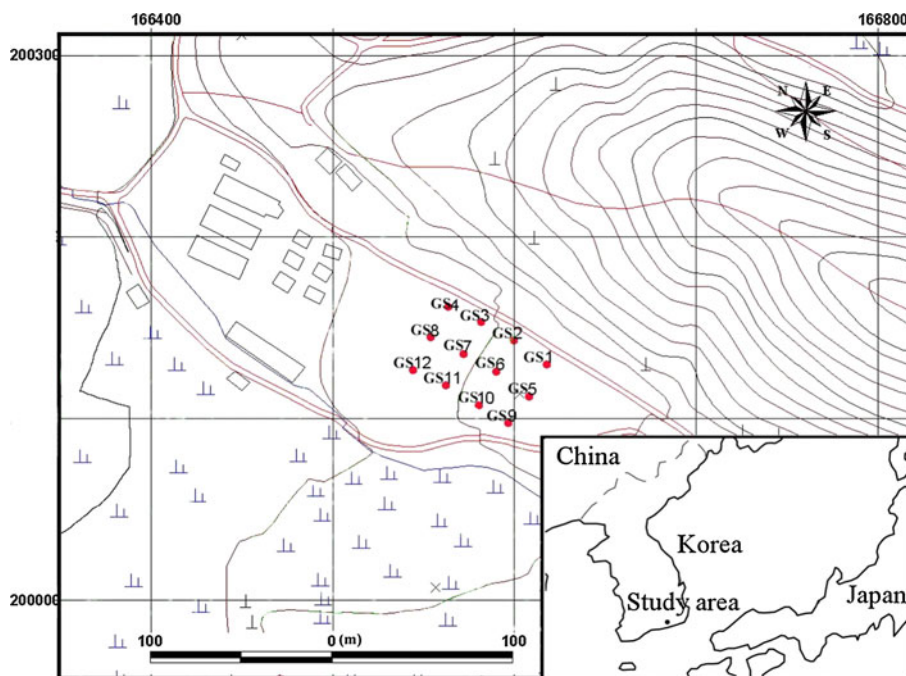 166400 166800
200300
N E
W S
GS4
GS3
GS2
GS8
GS7
GS1
GS12
GS6
GS11
GS5
GS10
GS9
China
Korea
Study area
Japan
200000
100 0 (m) 100